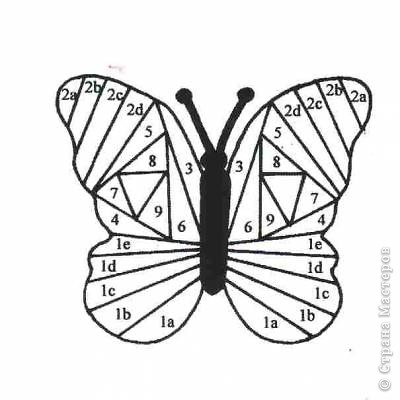 2a 2b 2c 2d 2d 2c 2b 2a
5 5
8 3 3 8
7 7
4 9 6 6 9 4
1e 1e
1d 1d
1c 1c
1b 1a 1a 1b
© Страна Мастеров